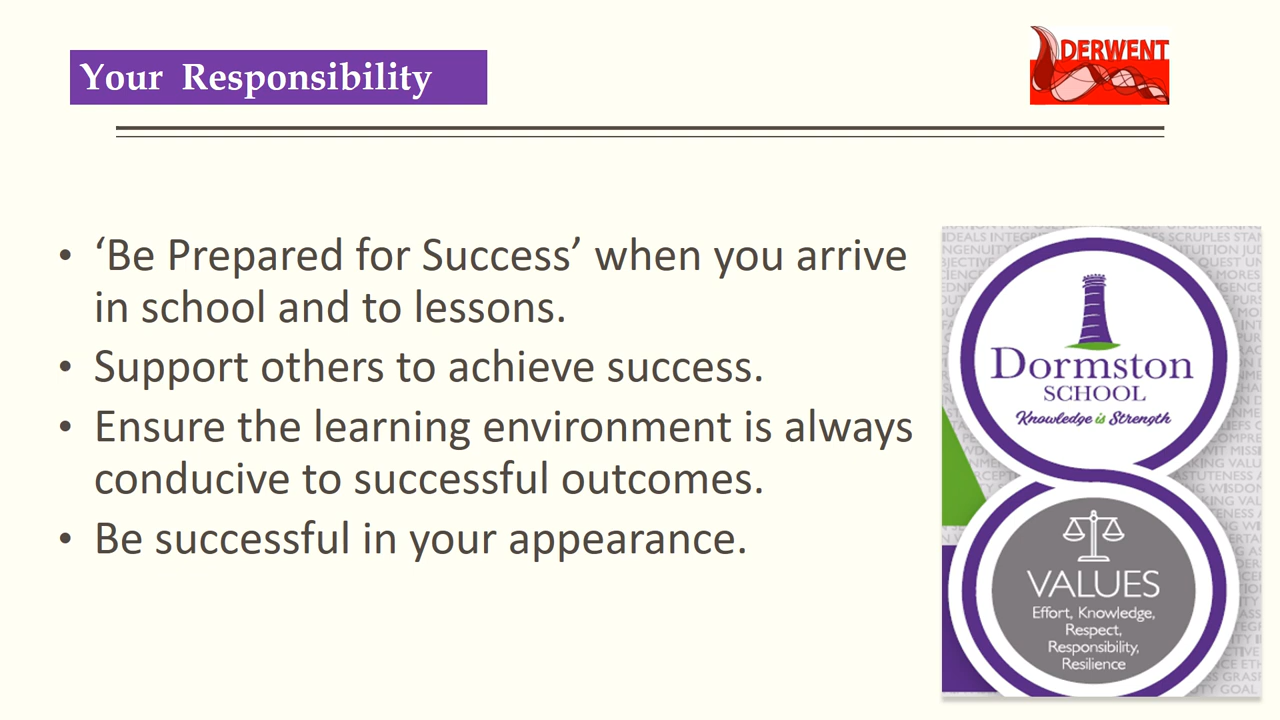 Your Responsibility
DERWENT
• ‘Be Prepared for Success’ when you arrive
in school and to lessons.
• Support others to achieve success.
• Ensure the learning environment is always
conducive to successful outcomes.
• Be successful in your appearance.
Dormston
SCHOOL
Knowledge is Strength
VALUES
Effort, Knowledge,
Respect,
Responsibility,
Resilience